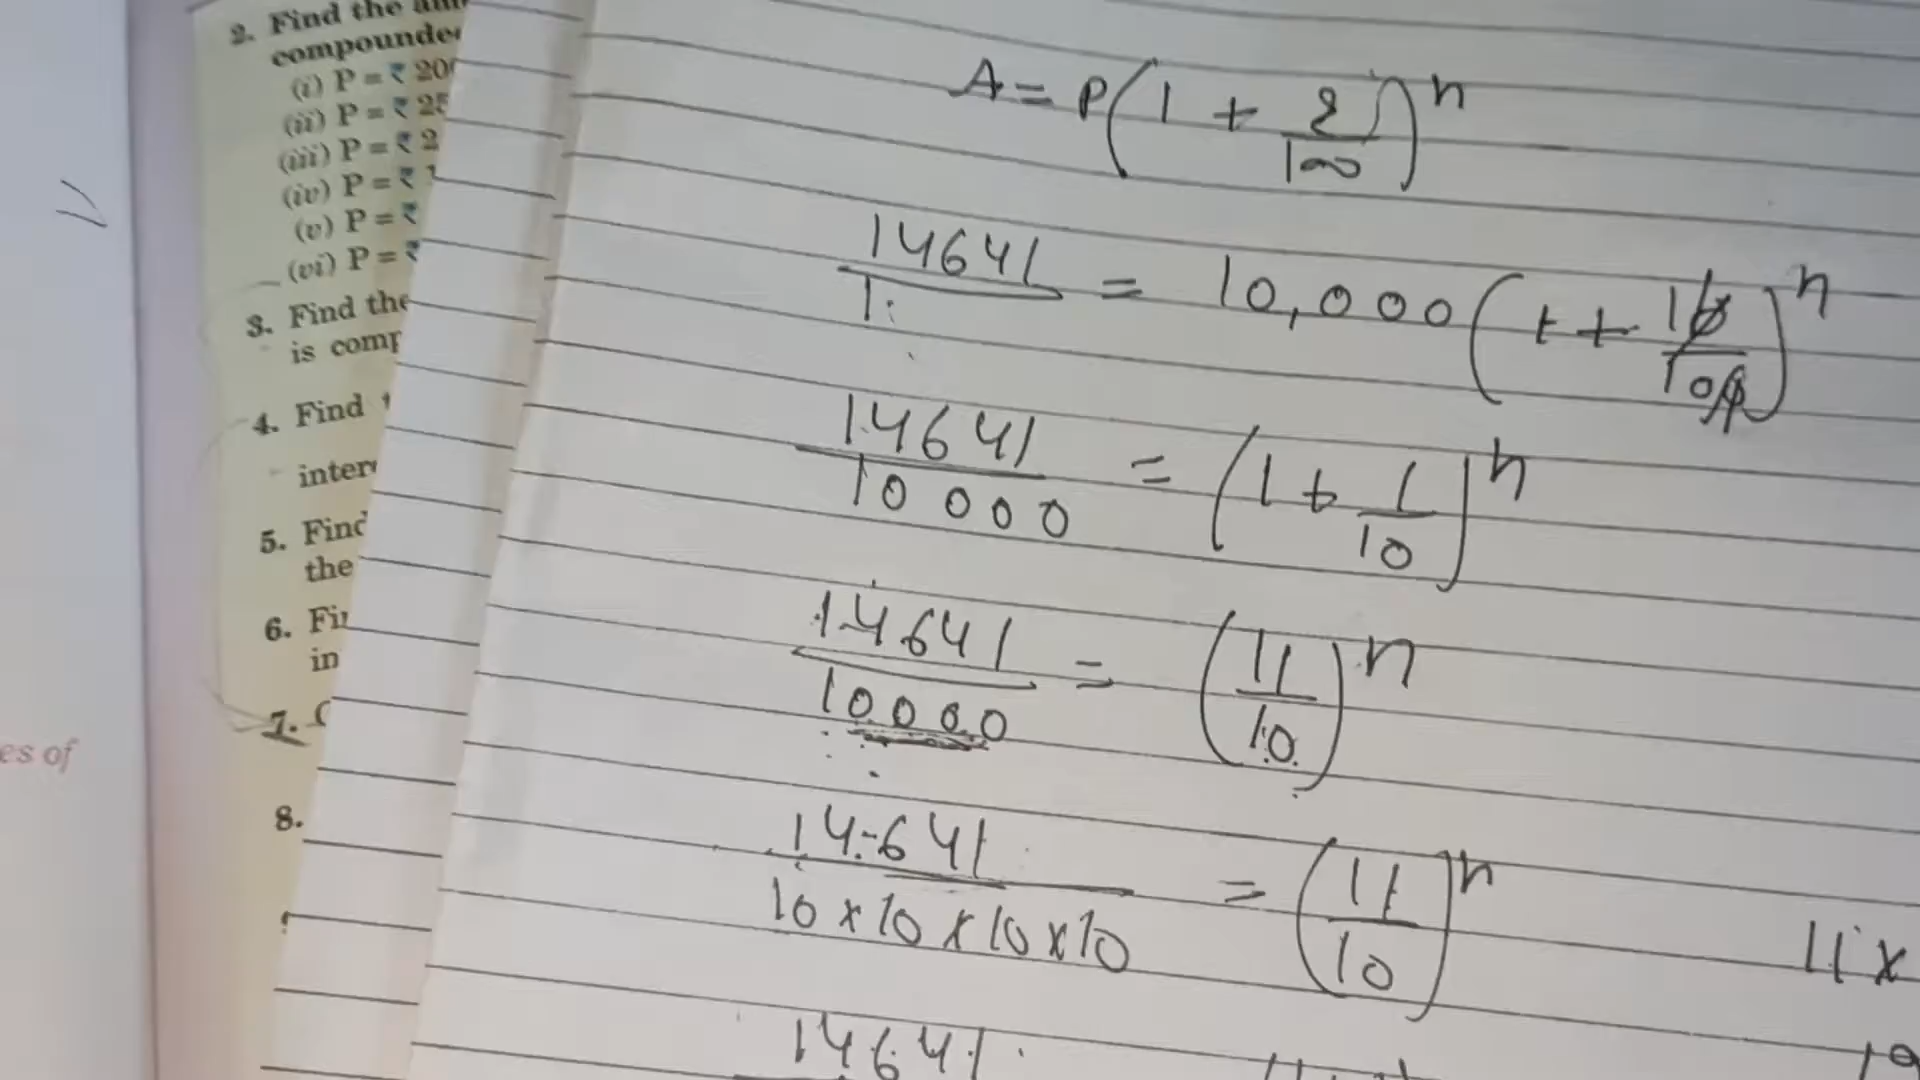 2. Find the
compounded
(i) P = ₹ 20
(ii) P = ₹ 25
(iii) P = ₹ 2
(iv) P = ₹ 1
(v) P = ₹
(vi) P = ₹
3. Find the
is comp
4. Find
inter
5. Find
the
6. Fi
in
7.
8.
es of
A = P(1 + r/100)^n
14641/1 = 10,000(1 + 10/100)^n
14641/10000 = (1 + 1/10)^n
14641/10000 = (11/10)^n
14641/10×10×10×10 = (11/10)^n
11 x
14641